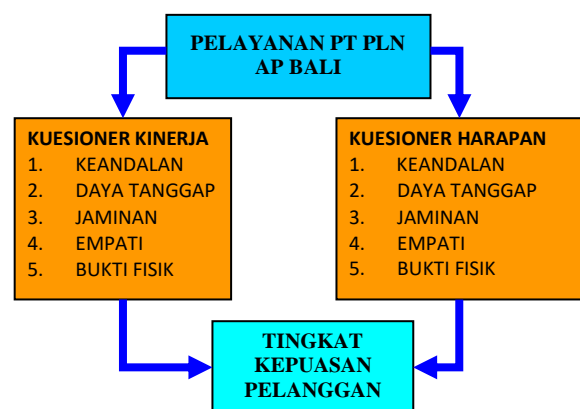 PELAYANAN PT PLN
AP BALI
KUESIONER KINERJA
1. KEANDALAN
2. DAYA TANGGAP
3. JAMINAN
4. EMPATI
5. BUKTI FISIK
KUESIONER HARAPAN
1. KEANDALAN
2. DAYA TANGGAP
3. JAMINAN
4. EMPATI
5. BUKTI FISIK
TINGKAT
KEPUASAN
PELANGGAN